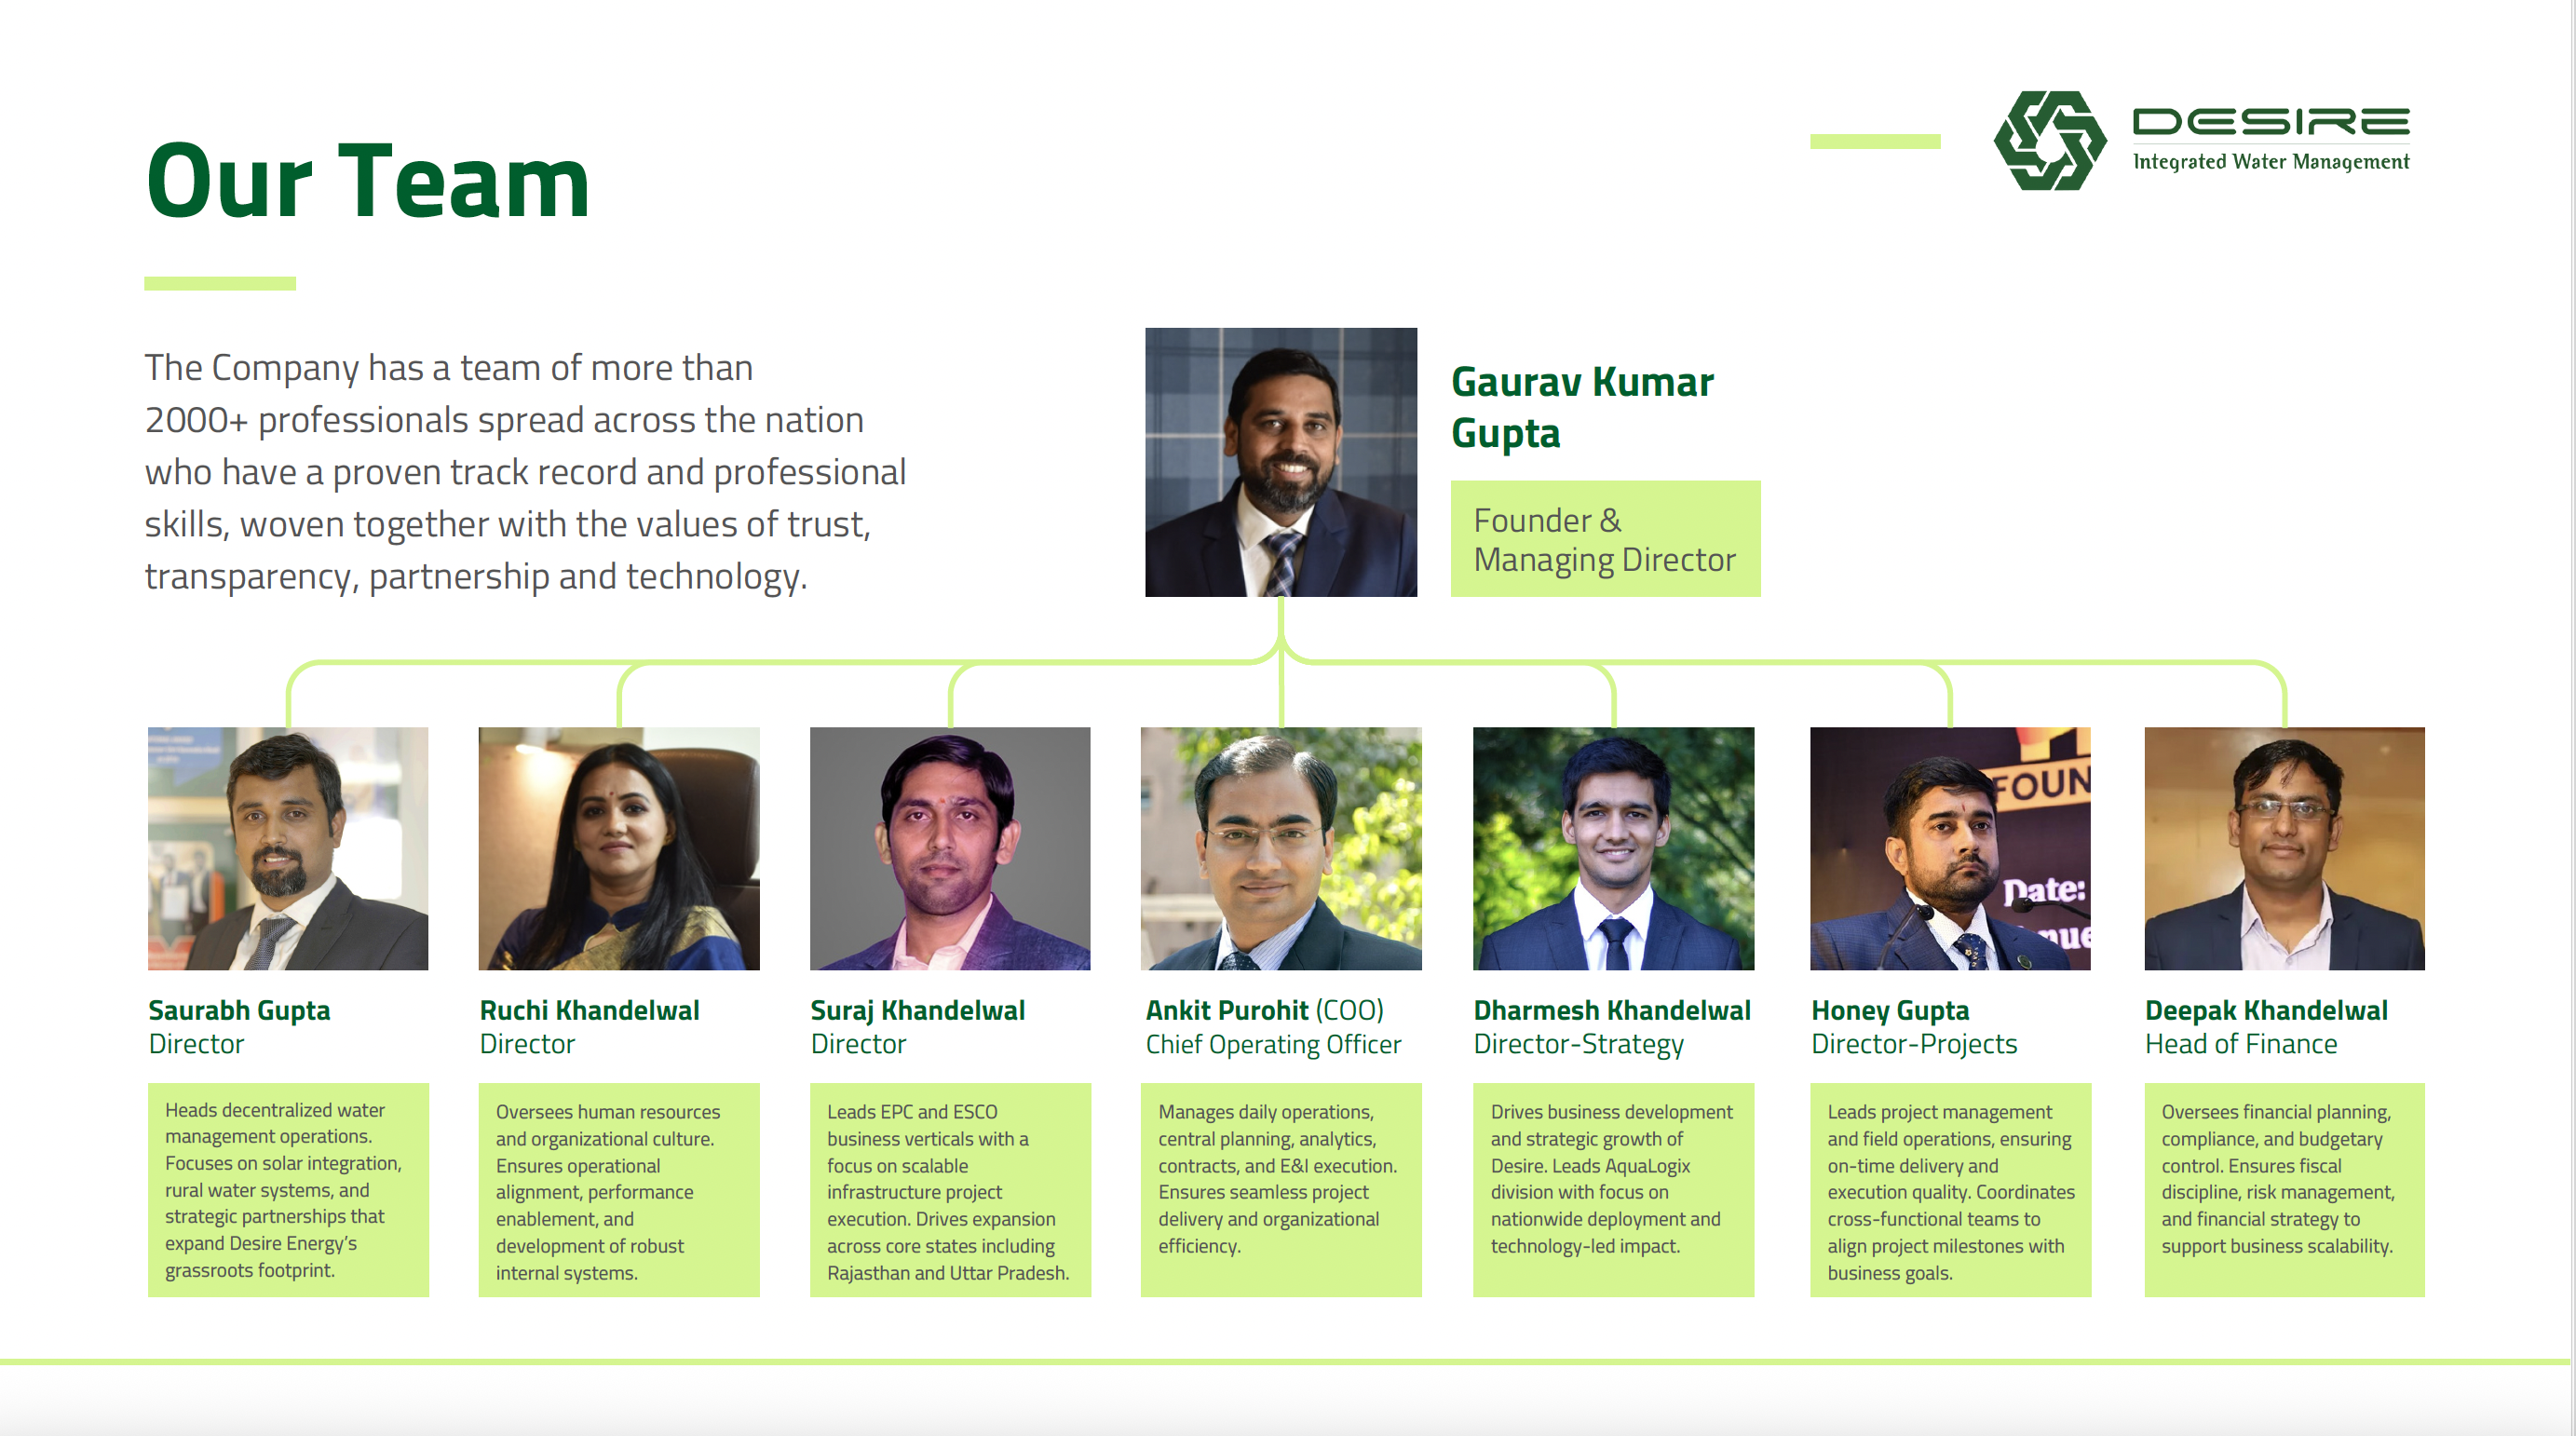 Our Team
DESIRE
Integrated Water Management
The Company has a team of more than
2000+ professionals spread across the nation
who have a proven track record and professional
skills, woven together with the values of trust,
transparency, partnership and technology.
Gaurav Kumar
Gupta
Founder &
Managing Director
FOUN
Date:
nue
Saurabh Gupta
Director
Heads decentralized water
management operations.
Focuses on solar integration,
rural water systems, and
strategic partnerships that
expand Desire Energy’s
grassroots footprint.
Ruchi Khandelwal
Director
Oversees human resources
and organizational culture.
Ensures operational
alignment, performance
enablement, and
development of robust
internal systems.
Suraj Khandelwal
Director
Leads EPC and ESCO
business verticals with a
focus on scalable
infrastructure project
execution. Drives expansion
across core states including
Rajasthan and Uttar Pradesh.
Ankit Purohit (COO)
Chief Operating Officer
Manages daily operations,
central planning, analytics,
contracts, and E&I execution.
Ensures seamless project
delivery and organizational
efficiency.
Dharmesh Khandelwal
Director-Strategy
Drives business development
and strategic growth of
Desire. Leads AquaLogix
division with focus on
nationwide deployment and
technology-led impact.
Honey Gupta
Director-Projects
Leads project management
and field operations, ensuring
on-time delivery and
execution quality. Coordinates
cross-functional teams to
align project milestones with
business goals.
Deepak Khandelwal
Head of Finance
Oversees financial planning,
compliance, and budgetary
control. Ensures fiscal
discipline, risk management,
and financial strategy to
support business scalability.